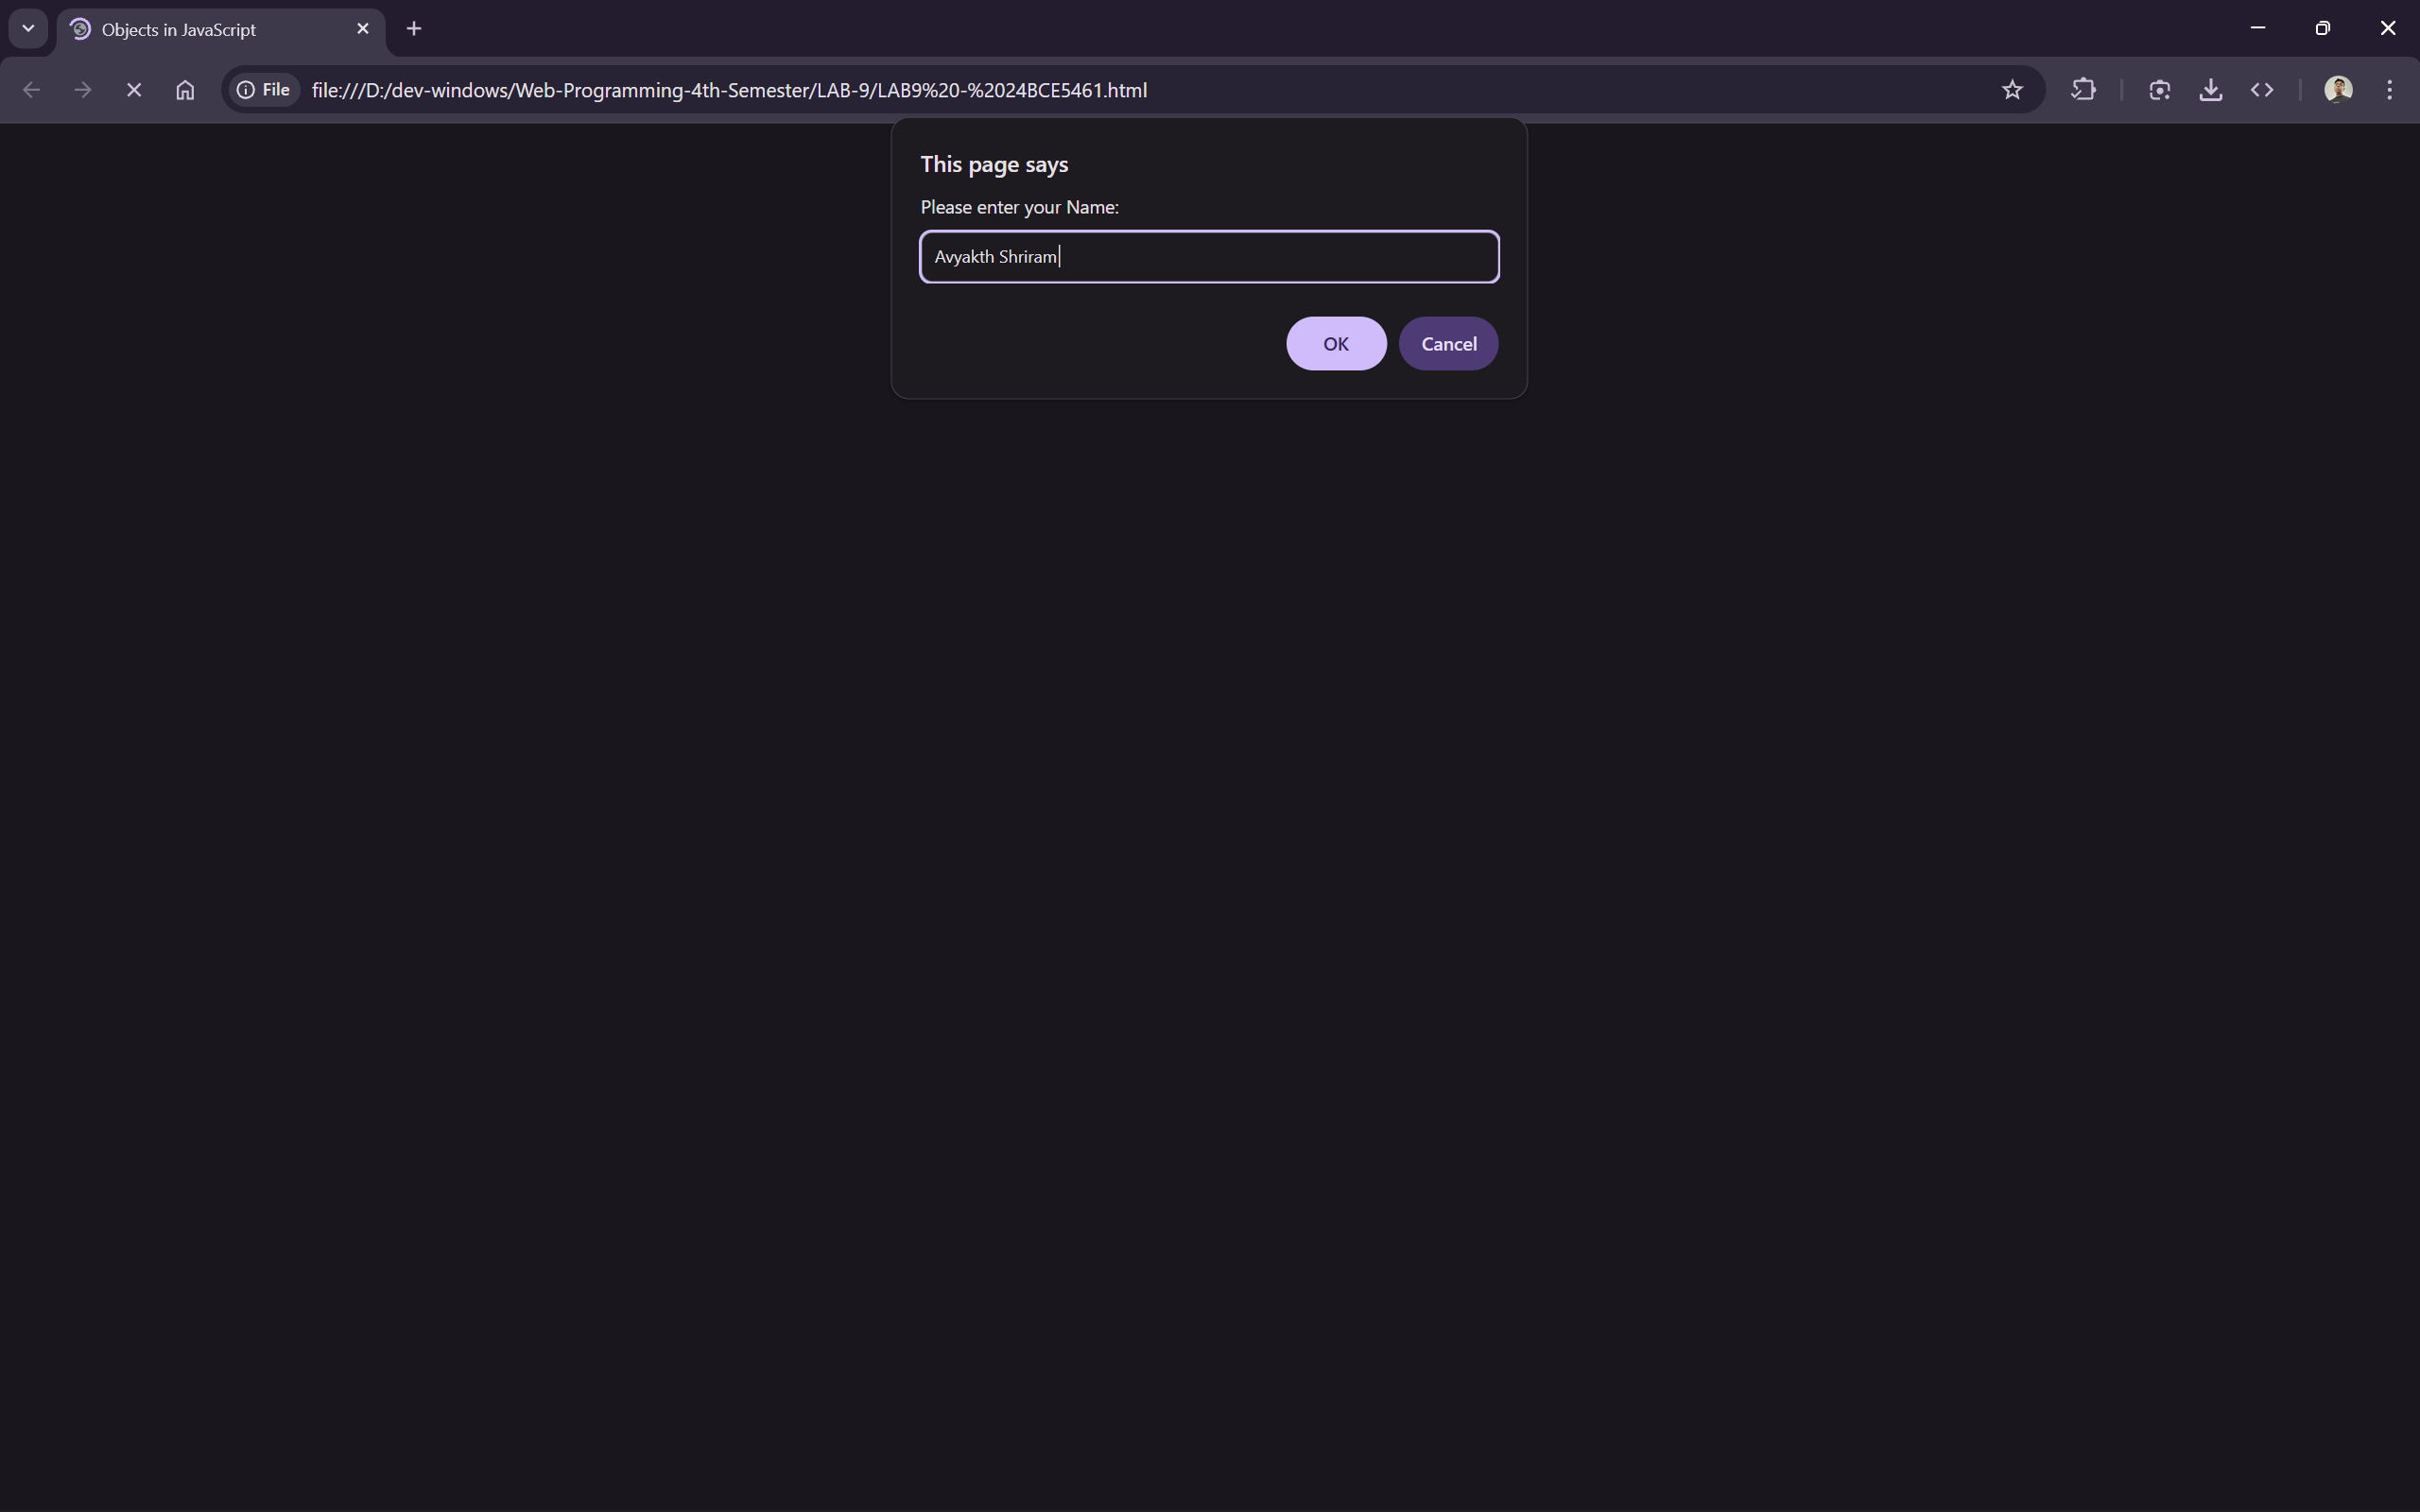 Objects in JavaScript
File
file:///D:/dev-windows/Web-Programming-4th-Semester/LAB-9/LAB9%20-%2024BCE5461.html
This page says
Please enter your Name:
Avyakth Shriram
OK Cancel